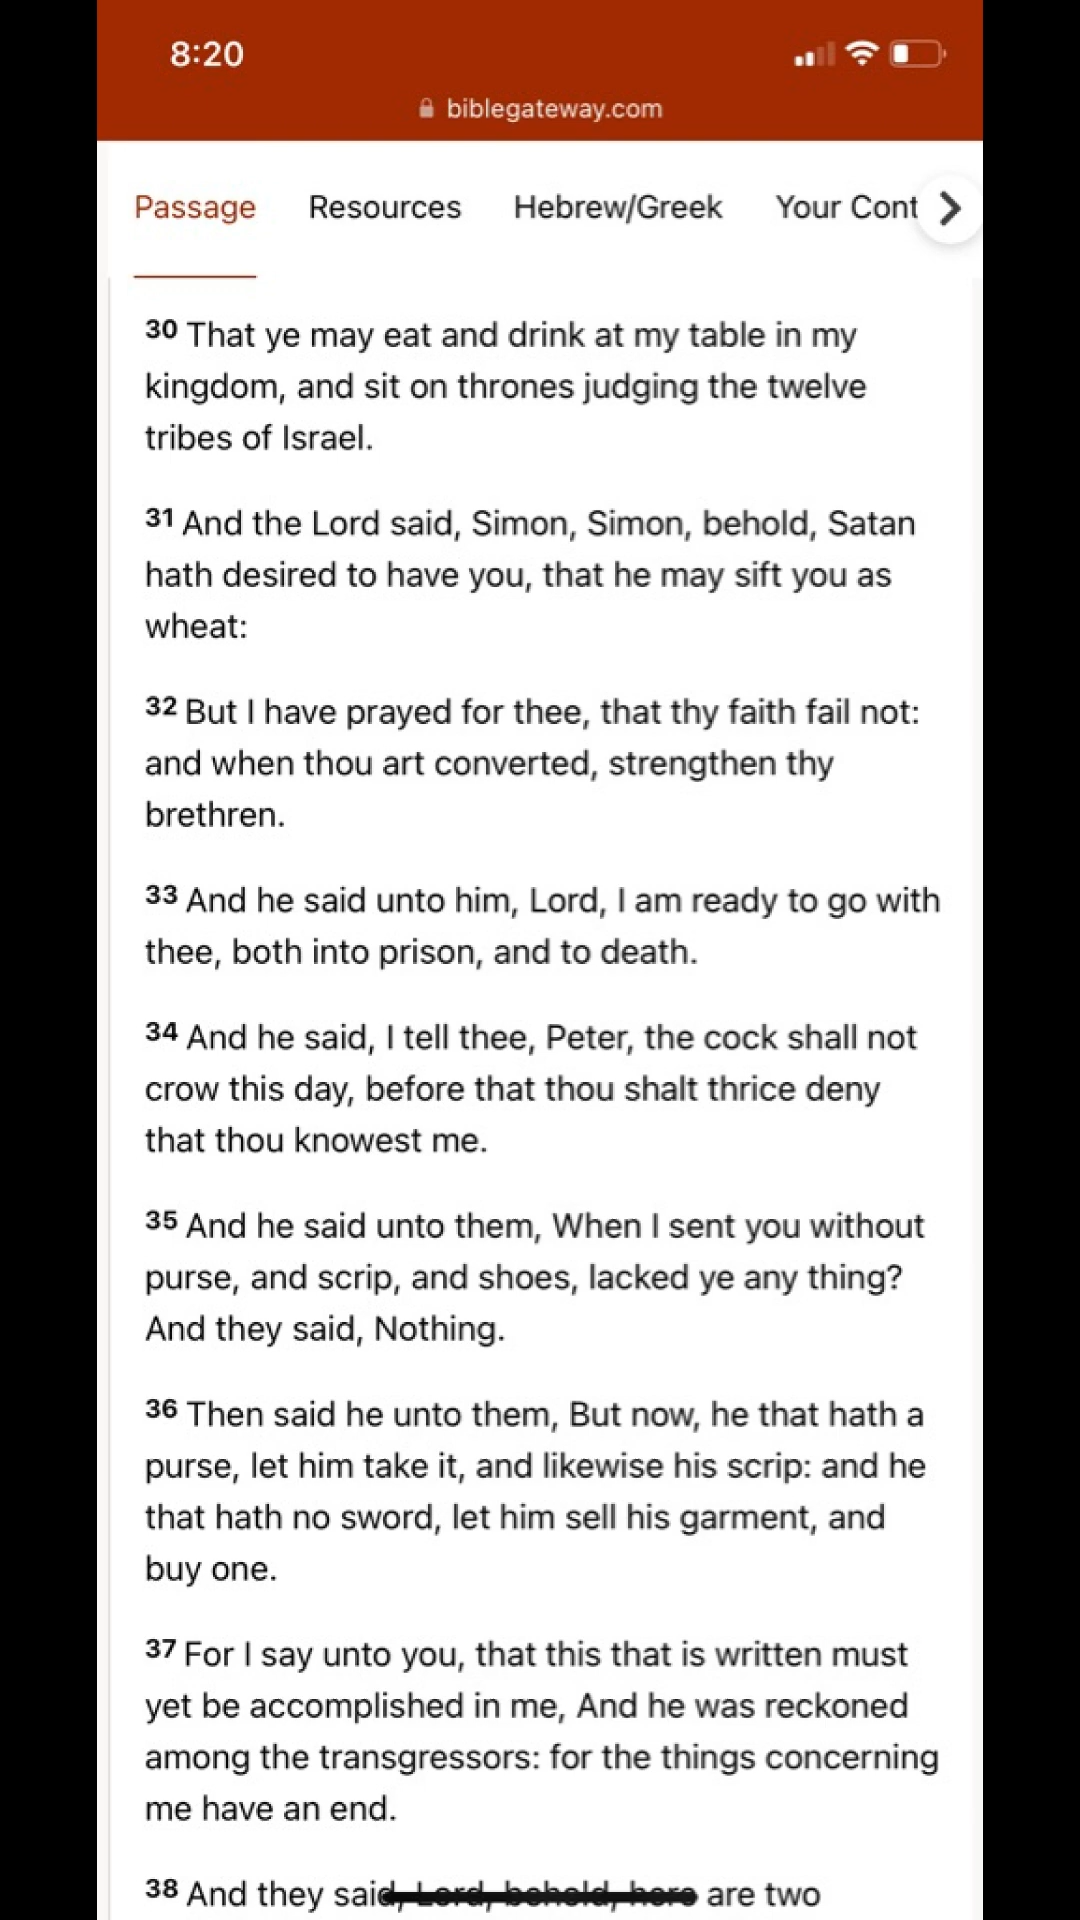 8:20
biblegateway.com
Passage Resources Hebrew/Greek Your Cont
30 That ye may eat and drink at my table in my
kingdom, and sit on thrones judging the twelve
tribes of Israel.
31 And the Lord said, Simon, Simon, behold, Satan
hath desired to have you, that he may sift you as
wheat:
32 But I have prayed for thee, that thy faith fail not:
and when thou art converted, strengthen thy
brethren.
33 And he said unto him, Lord, I am ready to go with
thee, both into prison, and to death.
34 And he said, I tell thee, Peter, the cock shall not
crow this day, before that thou shalt thrice deny
that thou knowest me.
35 And he said unto them, When I sent you without
purse, and scrip, and shoes, lacked ye any thing?
And they said, Nothing.
36 Then said he unto them, But now, he that hath a
purse, let him take it, and likewise his scrip: and he
that hath no sword, let him sell his garment, and
buy one.
37 For I say unto you, that this that is written must
yet be accomplished in me, And he was reckoned
among the transgressors: for the things concerning
me have an end.
38 And they said, Lord, behold, here are two